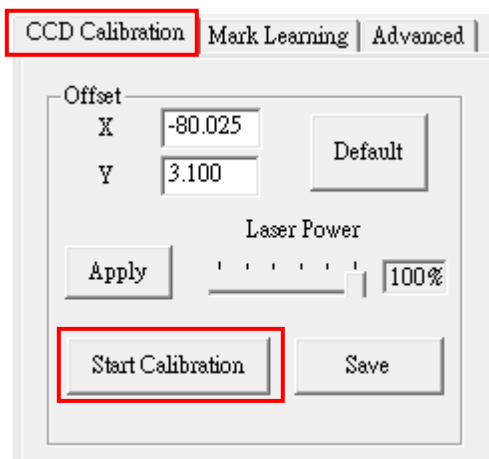 CCD Calibration Mark Learning Advanced
Offset
X -80.025
Y 3.100
Default
Laser Power
Apply 100%
Start Calibration Save